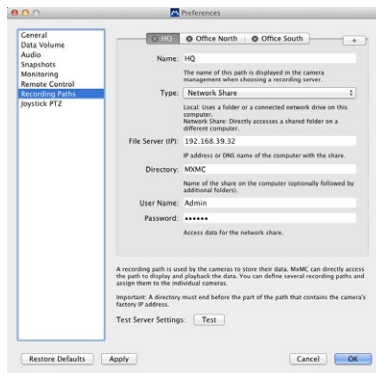 Preferences
General
Data Volume
Audio
Snapshots
Monitoring
Remote Control
Recording Paths
Joystick PTZ
HQ
Office North
Office South
+
Name: HQ
The name of this path is displayed in the camera
management when choosing a recording server.
Type: Network Share
Local: Uses a folder or a connected network drive on this
computer.
Network Share: Directly accesses a shared folder on a
different computer.
File Server (IP): 192.168.39.32
IP address or DNS name of the computer with the share.
Directory: MXMC
Name of the share on the computer (optionally followed by
additional folders).
User Name: Admin
Password: ••••••
Access data for the network share.
A recording path is used by the cameras to store their data. MxMC can directly access
the path to display and playback the data. You can define several recording paths and
assign them to the individual cameras.
Important: A directory must end before the part of the path that contains the camera's
factory IP address.
Test Server Settings: Test
Restore Defaults
Apply
Cancel
OK